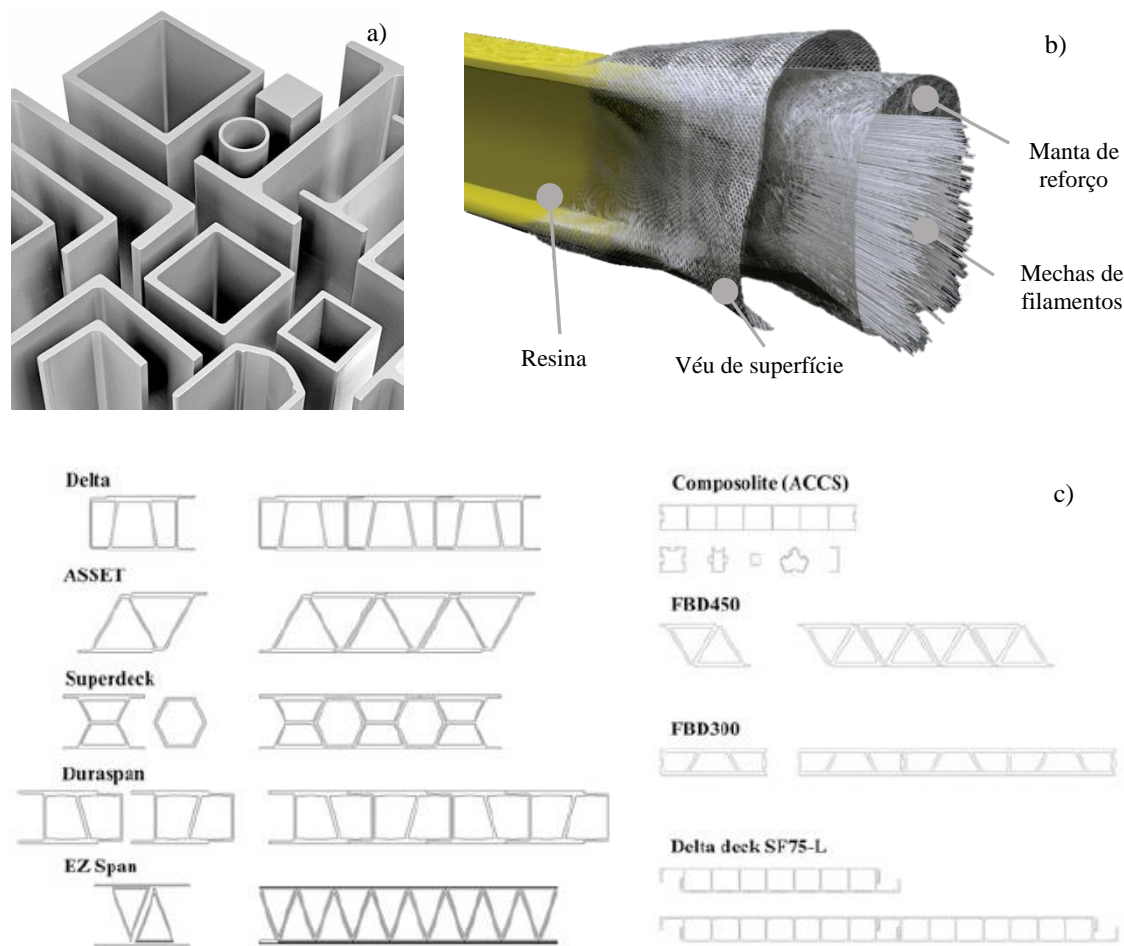 a)
b)
Manta de
reforço
Mechas de
filamentos
Resina
Véu de superfície
c)
Delta
ASSET
Superdeck
Duraspan
EZ Span
Composolite (ACCS)
FBD450
FBD300
Delta deck SF75-L